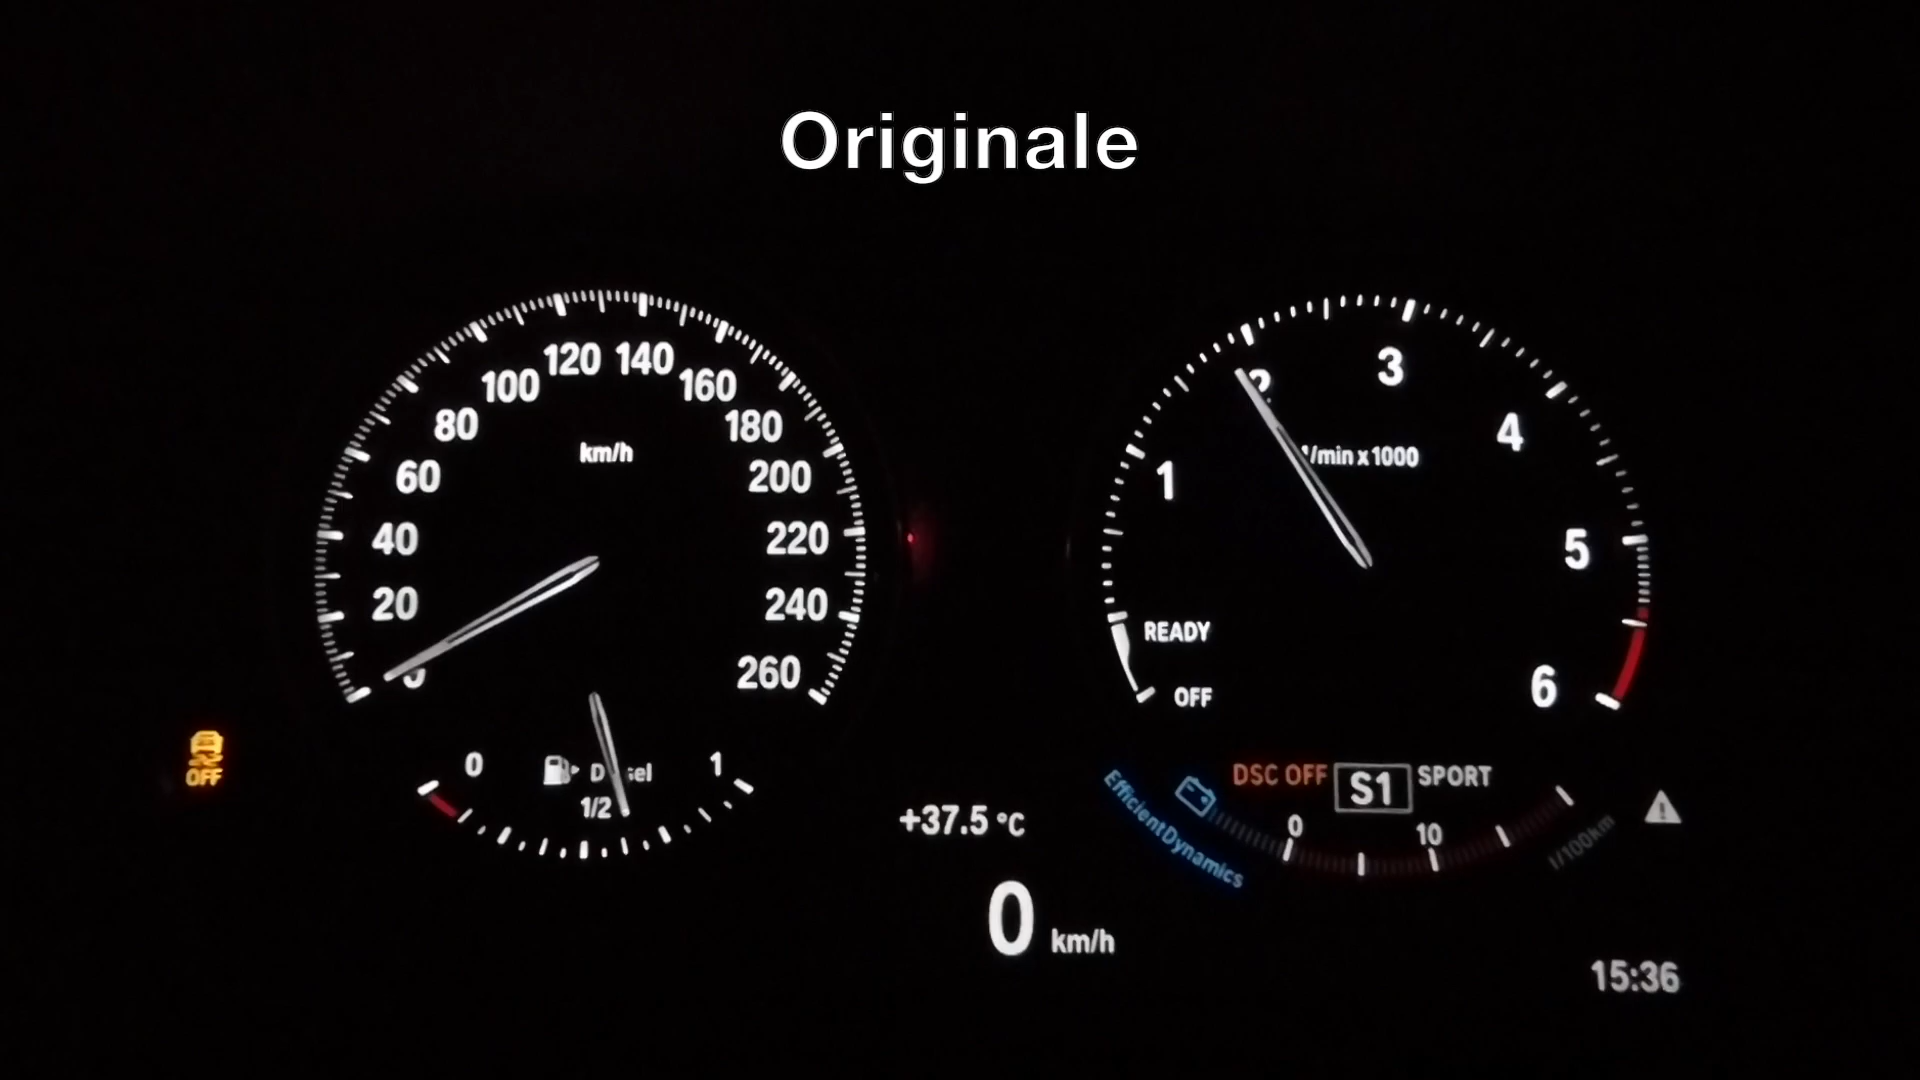 Originale
0
20
40
60
80
100
120
140
160
180
200
220
240
260
km/h
1
2
3
4
5
6
1/min x 1000
READY
OFF
OFF
0
1/2
1
+37.5 °C
0 km/h
EfficientDynamics
DSC OFF
S1
SPORT
0
10
l/100km
15:36